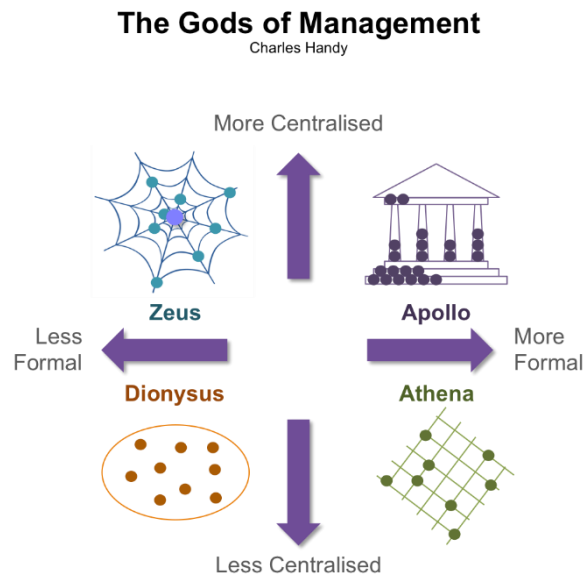 The Gods of Management
Charles Handy
More Centralised
Zeus
Apollo
Less
Formal
More
Formal
Dionysus
Athena
Less Centralised